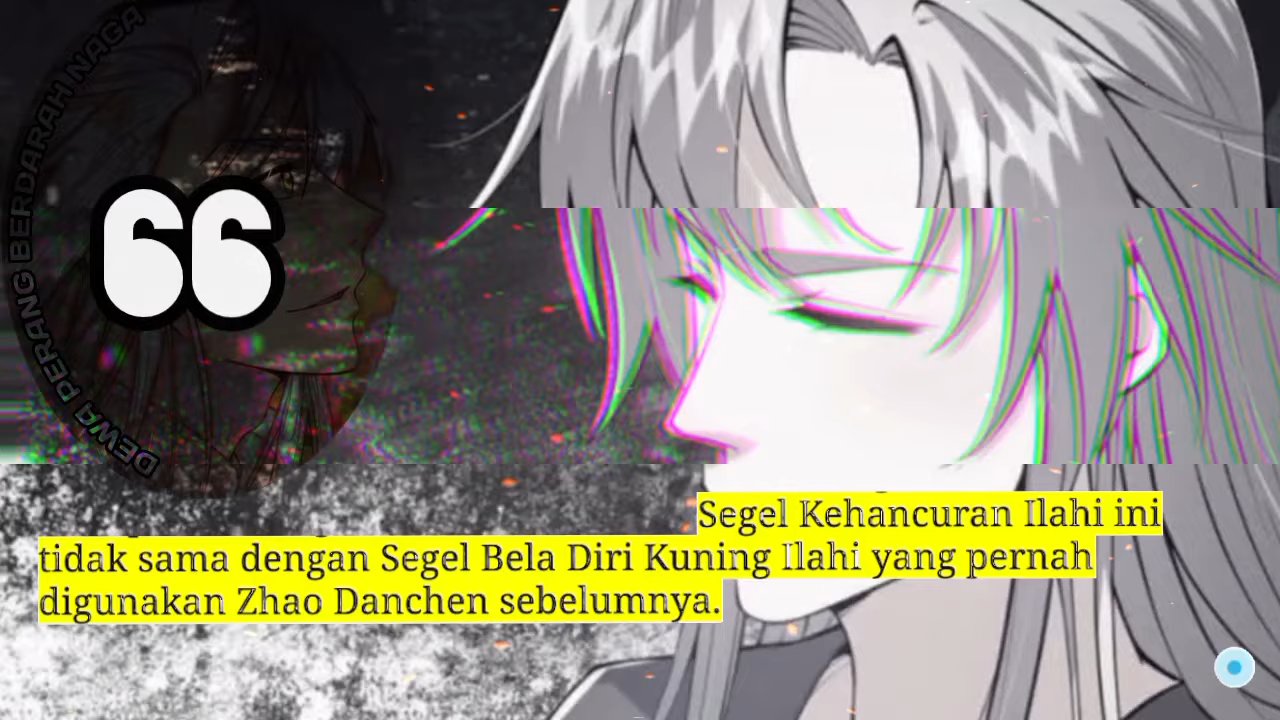 DEWA PERANG BERDARAH NAGA
66
Segel Kehancuran Ilahi ini
tidak sama dengan Segel Bela Diri Kuning Ilahi yang pernah
digunakan Zhao Danchen sebelumnya.